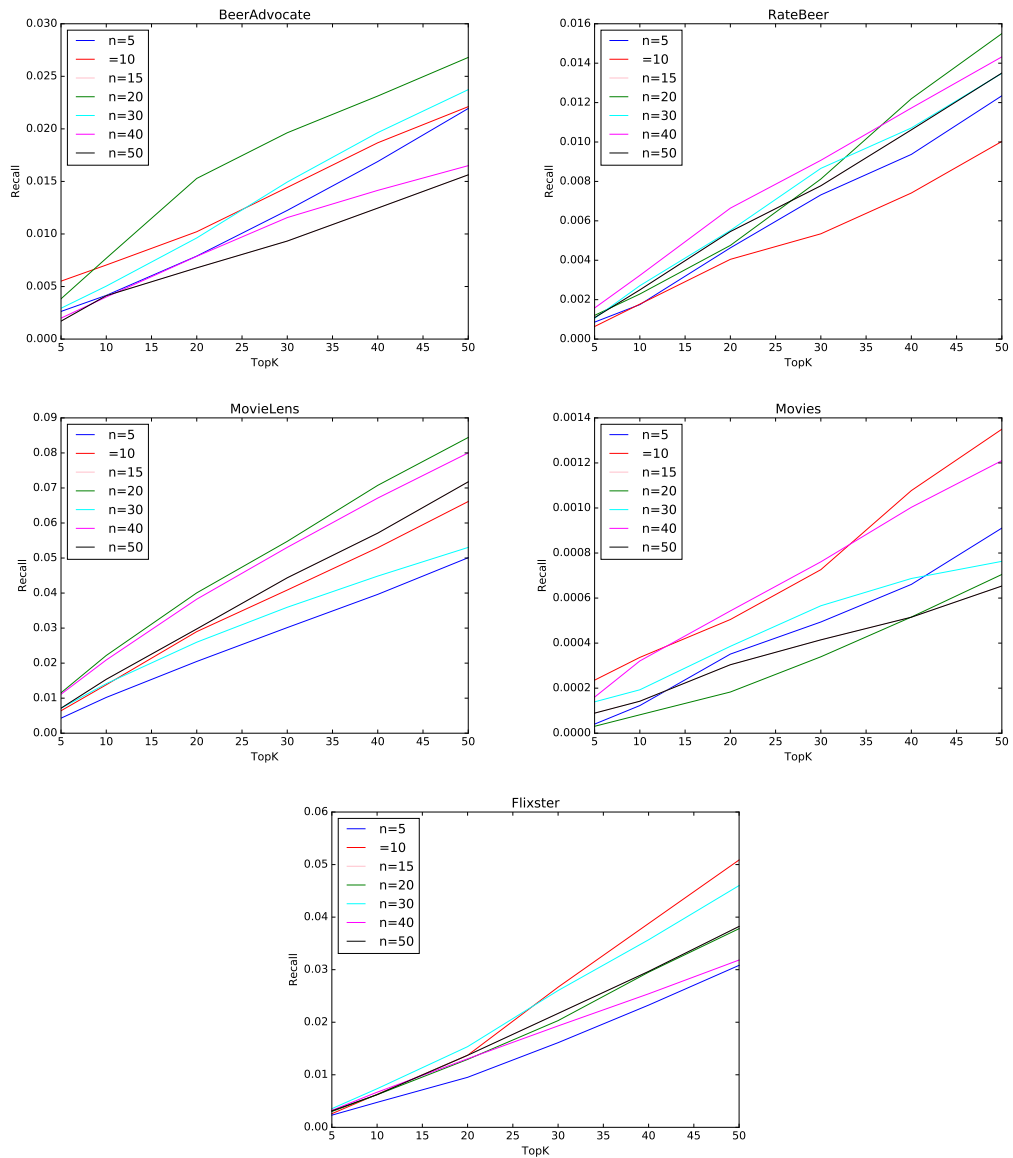 BeerAdvocate
0.030
0.025
0.020
0.015
0.010
0.005
0.000
Recall
n=5
=10
n=15
n=20
n=30
n=40
n=50
5 10 15 20 25 30 35 40 45 50
TopK
RateBeer
0.016
0.014
0.012
0.010
0.008
0.006
0.004
0.002
0.000
Recall
n=5
=10
n=15
n=20
n=30
n=40
n=50
5 10 15 20 25 30 35 40 45 50
TopK
MovieLens
0.09
0.08
0.07
0.06
0.05
0.04
0.03
0.02
0.01
0.00
Recall
n=5
=10
n=15
n=20
n=30
n=40
n=50
5 10 15 20 25 30 35 40 45 50
TopK
Movies
0.0014
0.0012
0.0010
0.0008
0.0006
0.0004
0.0002
0.0000
Recall
n=5
=10
n=15
n=20
n=30
n=40
n=50
5 10 15 20 25 30 35 40 45 50
TopK
Flixster
0.06
0.05
0.04
0.03
0.02
0.01
0.00
Recall
n=5
=10
n=15
n=20
n=30
n=40
n=50
5 10 15 20 25 30 35 40 45 50
TopK